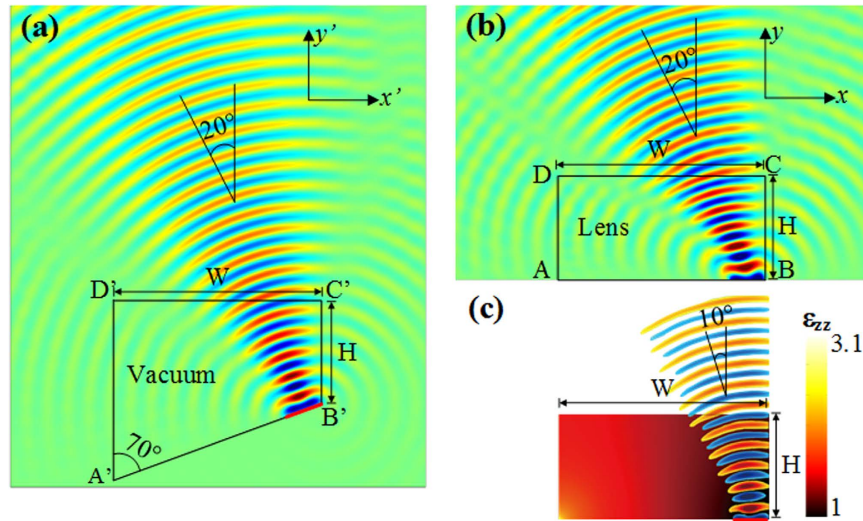 (a)
y’
x’
20°
W
D’
C’
H
Vacuum
B’
70°
A’
(b)
y
x
20°
W
D
C
H
Lens
A
B
(c)
10°
W
H
εzz
3.1
1